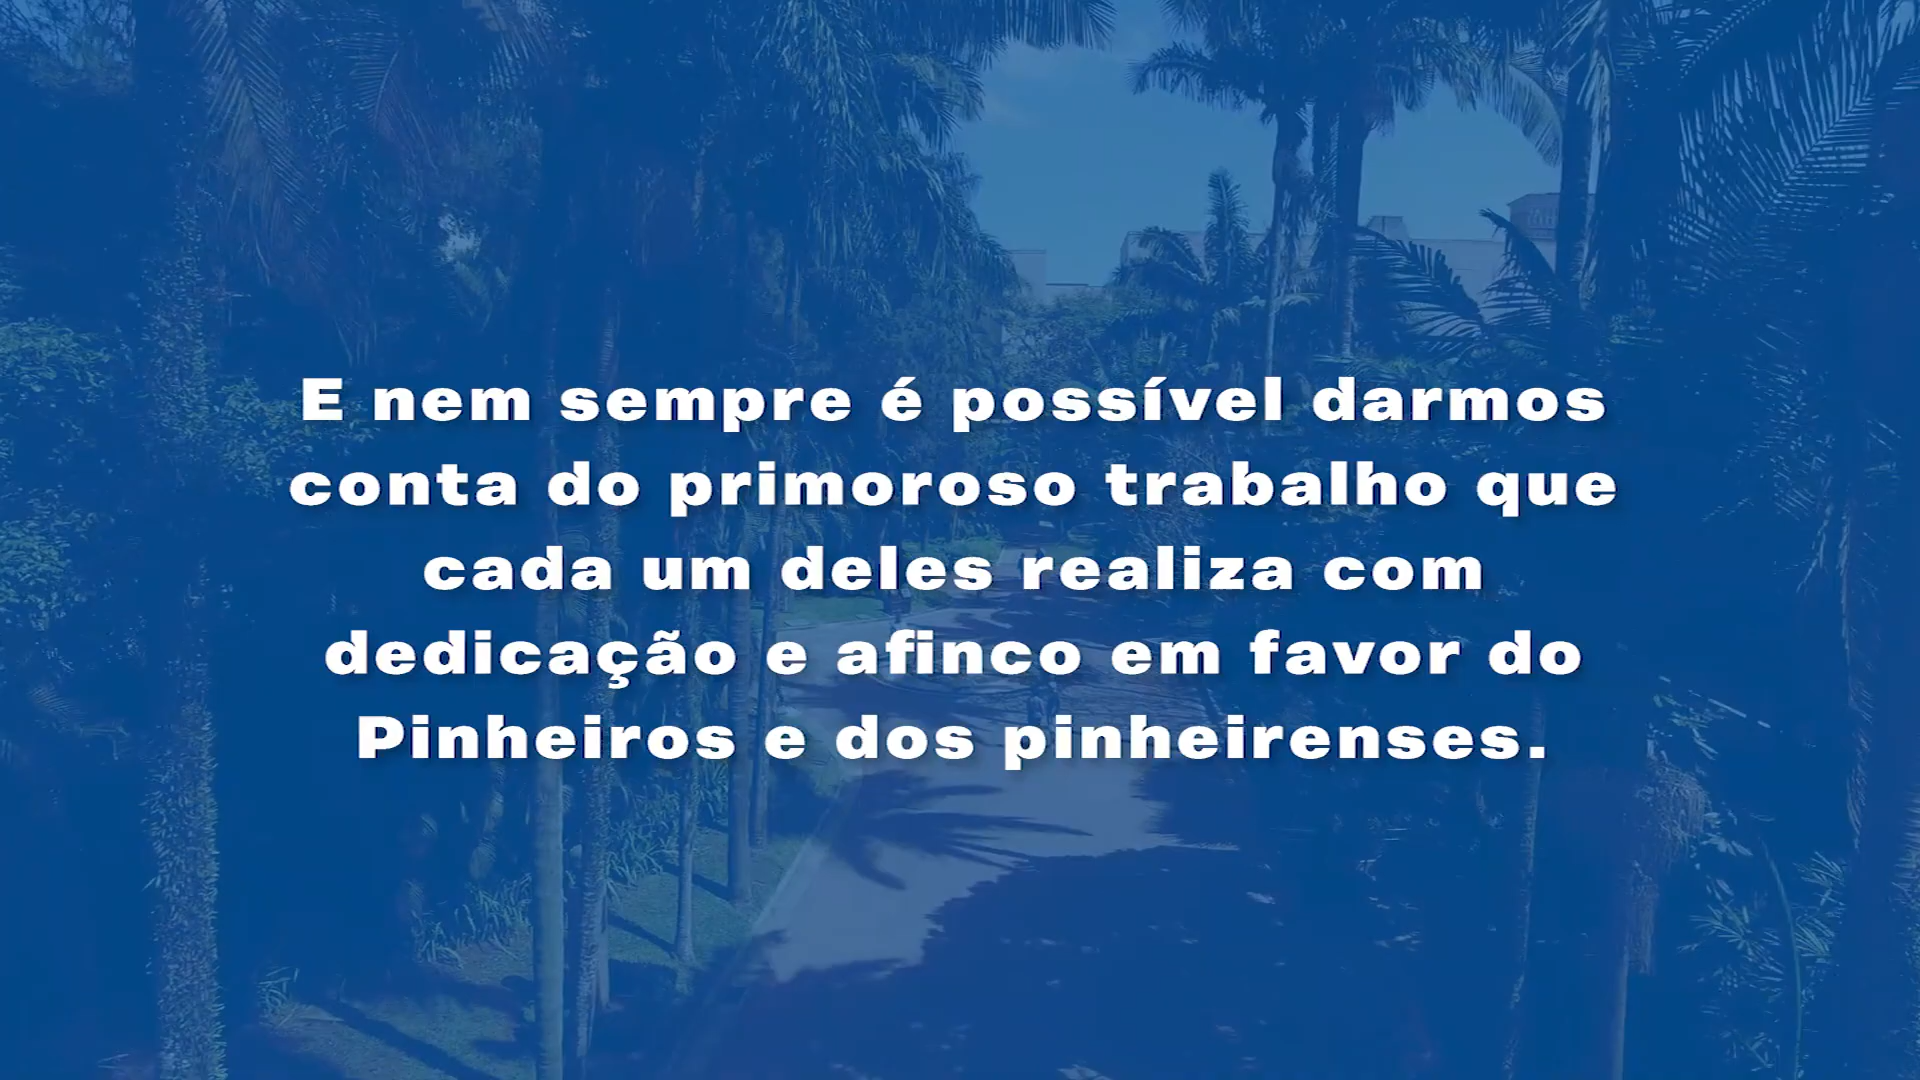 E nem sempre é possível darmos
conta do primoroso trabalho que
cada um deles realiza com
dedicação e afinco em favor do
Pinheiros e dos pinheirenses.